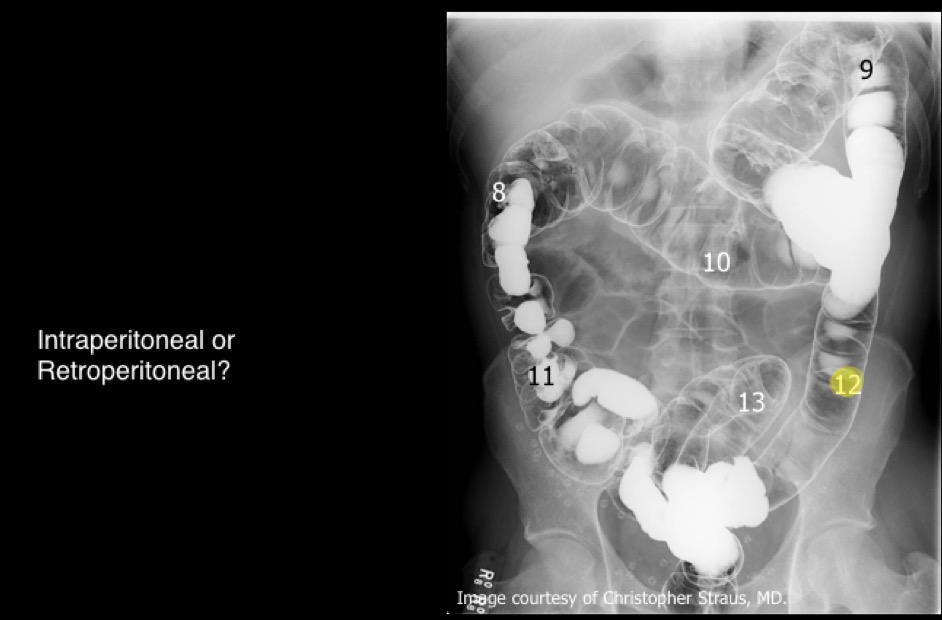 9
8
10
Intraperitoneal or
Retroperitoneal?
11
12
13
Image courtesy of Christopher Straus, MD.